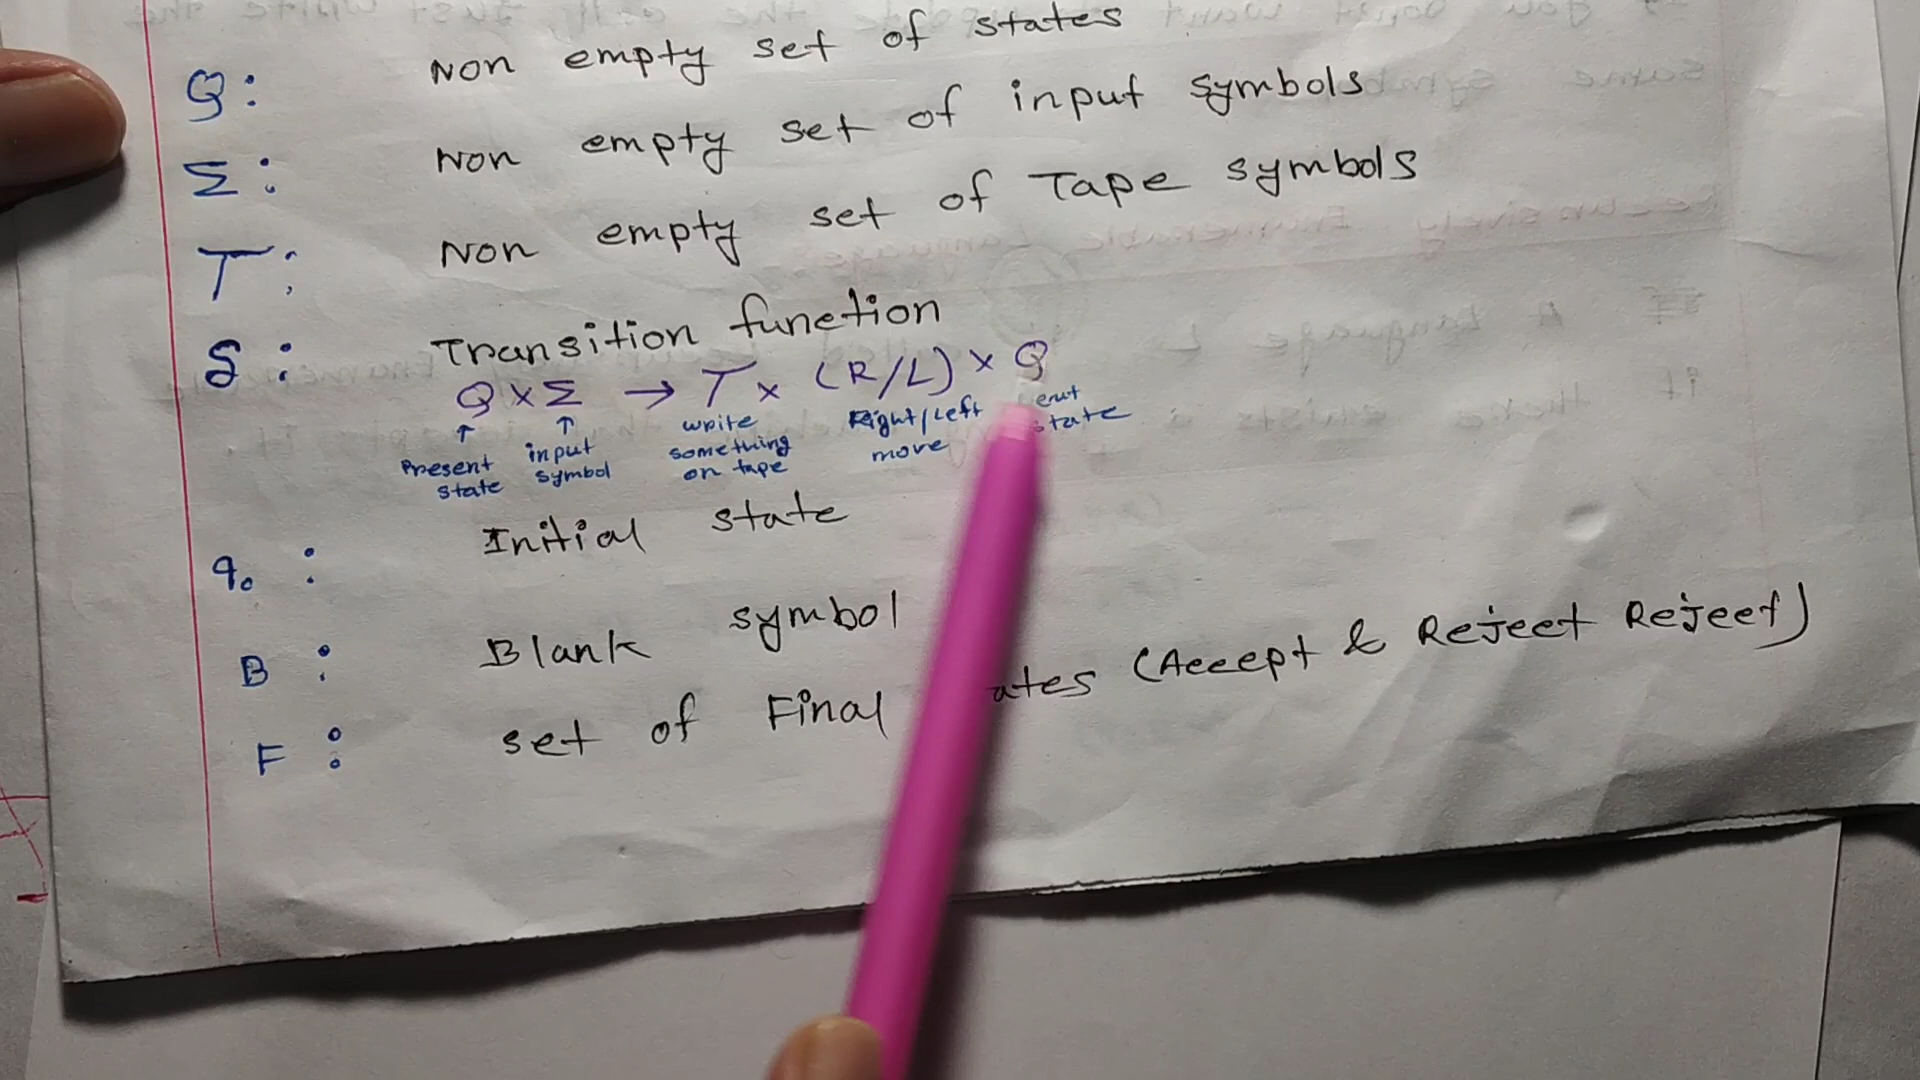 Q: Non empty set of states
Σ: Non empty set of input symbols
T: Non empty set of Tape symbols
δ: Transition function
Q × Σ → T × (R/L) × Q
↑ Present state
↑ input symbol
write something on tape
Right/Left move
state
q₀ : Initial state
B : Blank symbol
F : set of Final (Accept & Reject Reject)